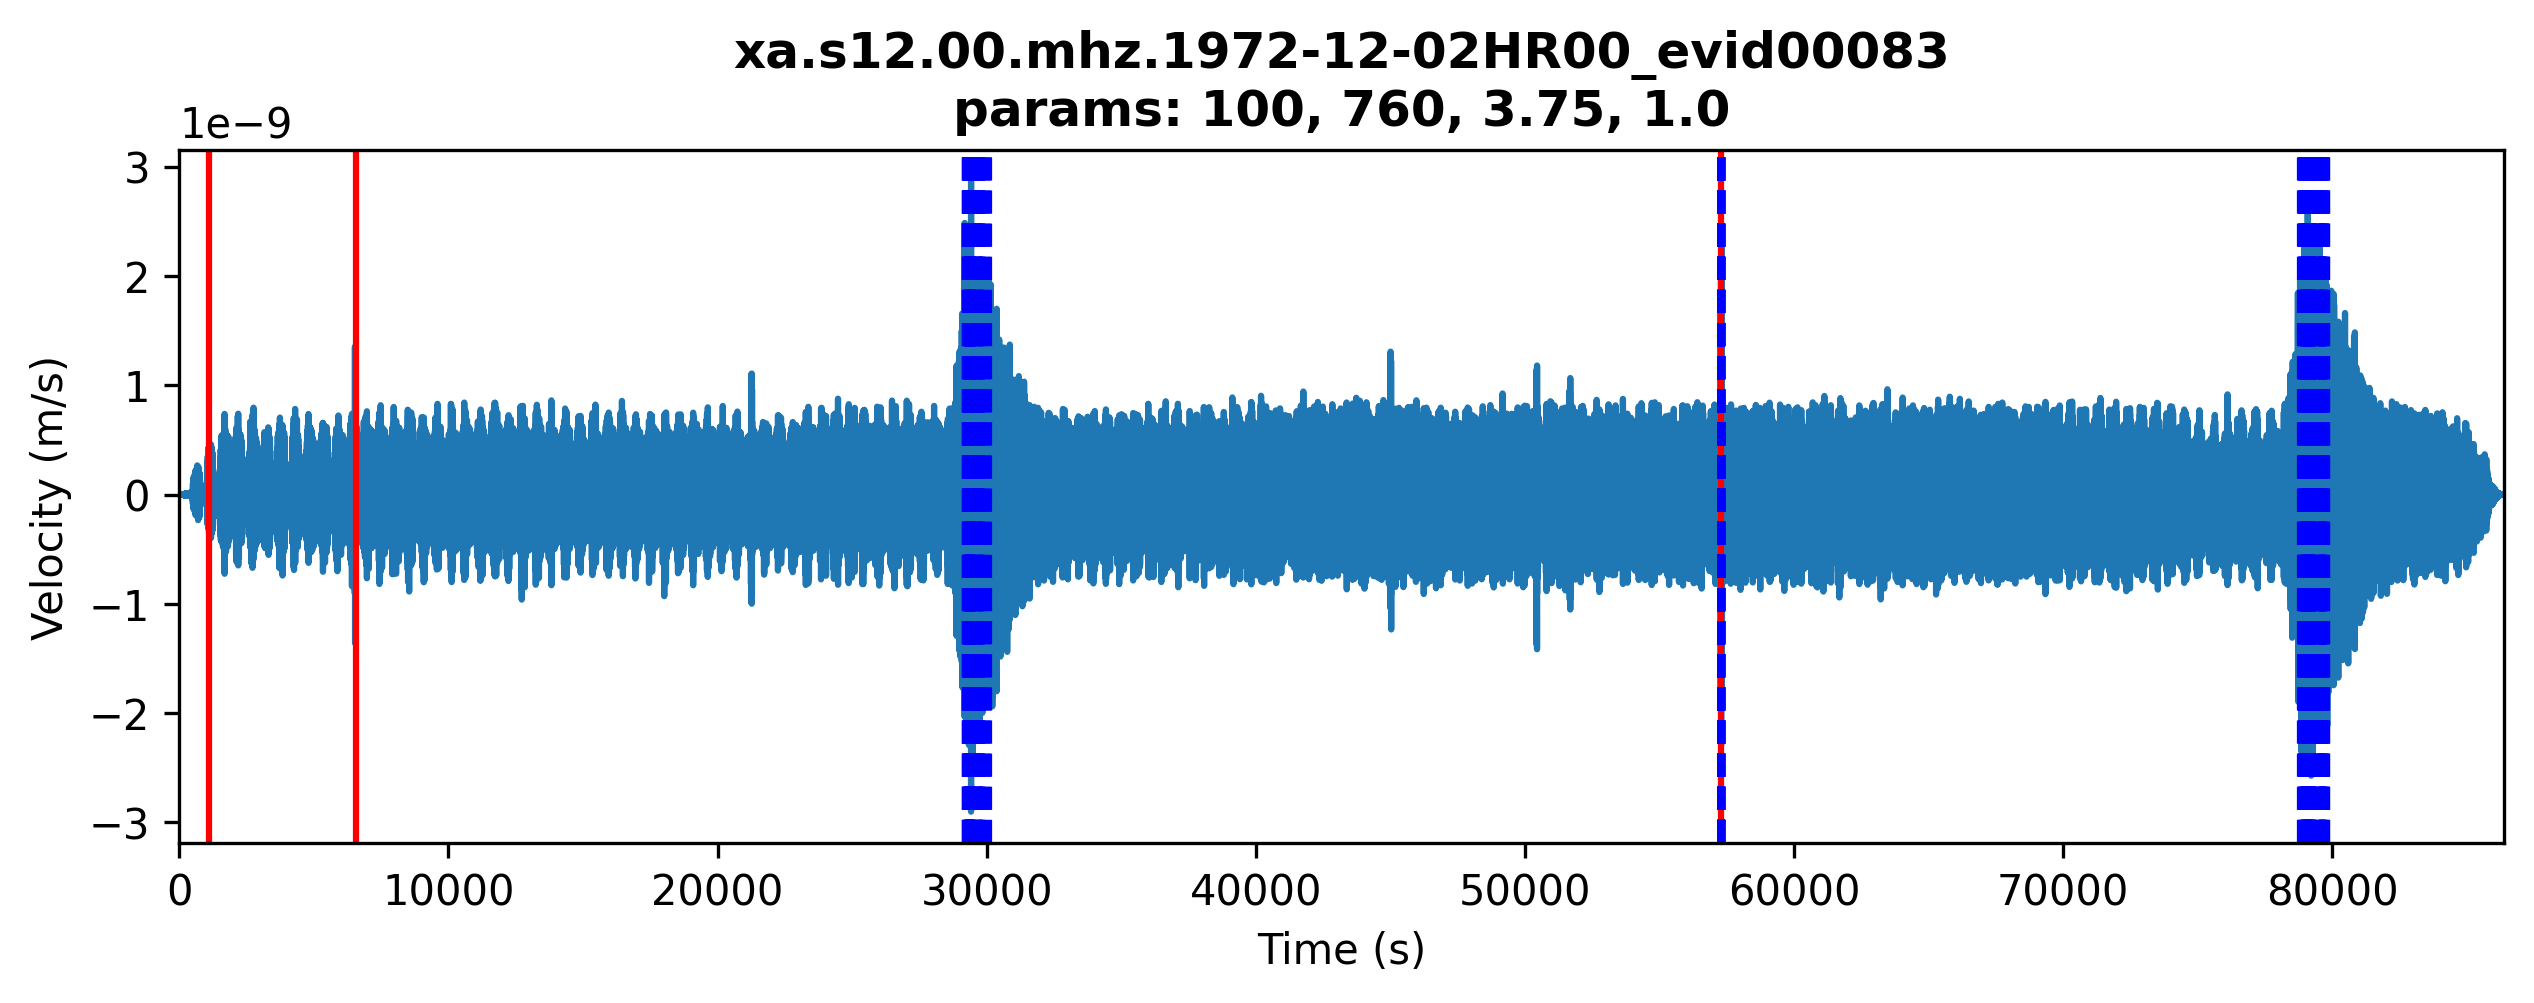 xa.s12.00.mhz.1972-12-02HR00_evid00083
params: 100, 760, 3.75, 1.0
1e−9
3
2
1
0
−1
−2
−3
Velocity (m/s)
0 10000 20000 30000 40000 50000 60000 70000 80000
Time (s)